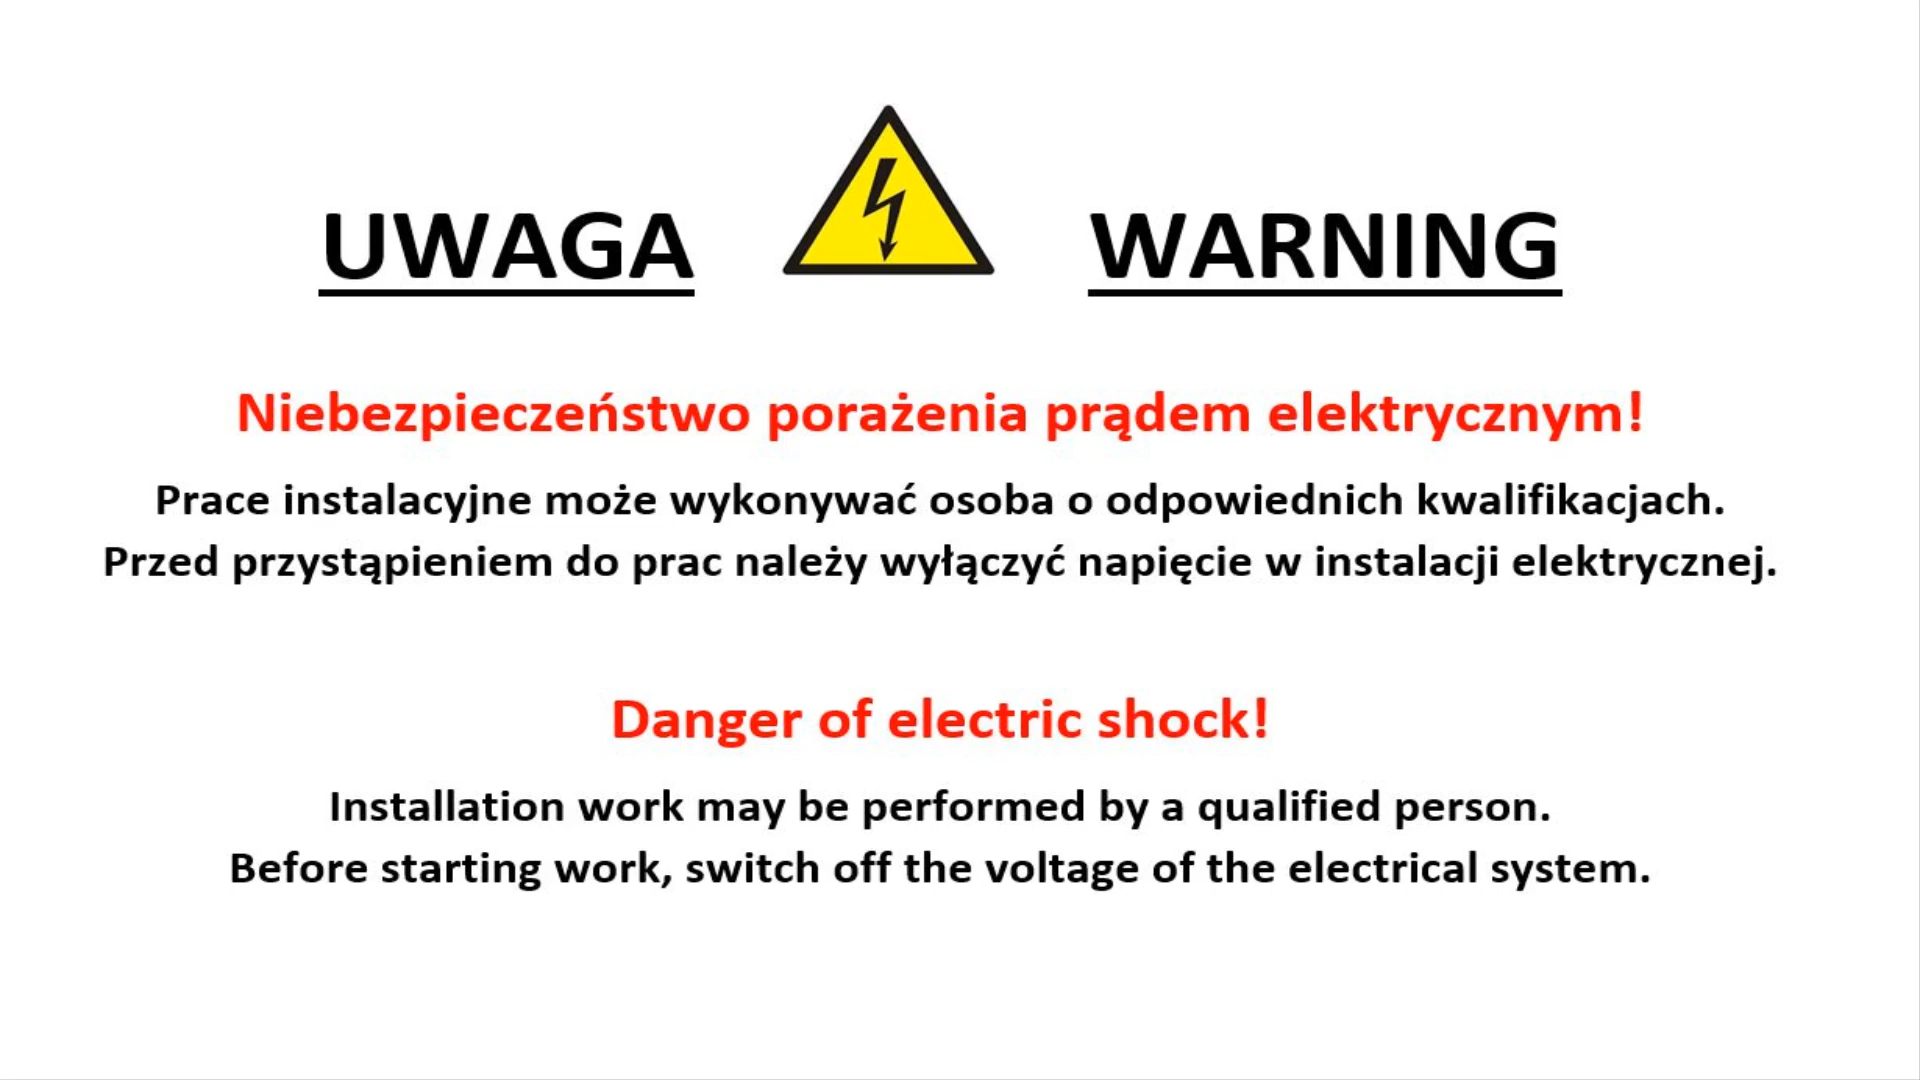 UWAGA WARNING
Niebezpieczeństwo porażenia prądem elektrycznym!
Prace instalacyjne może wykonywać osoba o odpowiednich kwalifikacjach.
Przed przystąpieniem do prac należy wyłączyć napięcie w instalacji elektrycznej.
Danger of electric shock!
Installation work may be performed by a qualified person.
Before starting work, switch off the voltage of the electrical system.